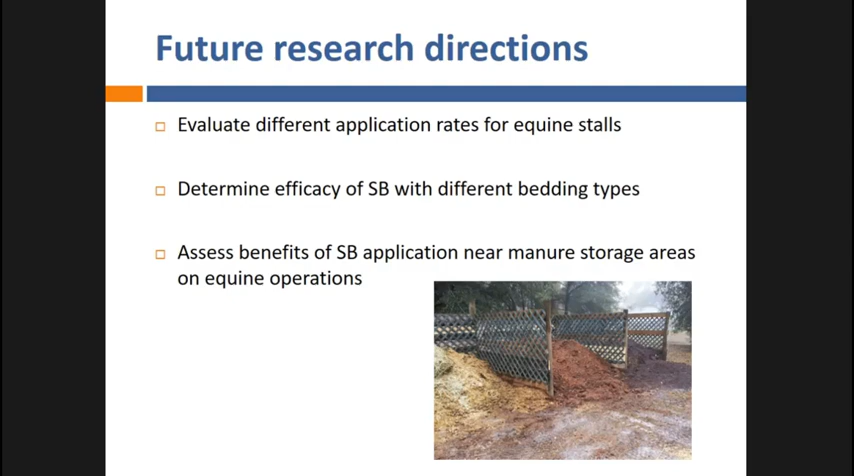 Future research directions
Evaluate different application rates for equine stalls
Determine efficacy of SB with different bedding types
Assess benefits of SB application near manure storage areas
on equine operations